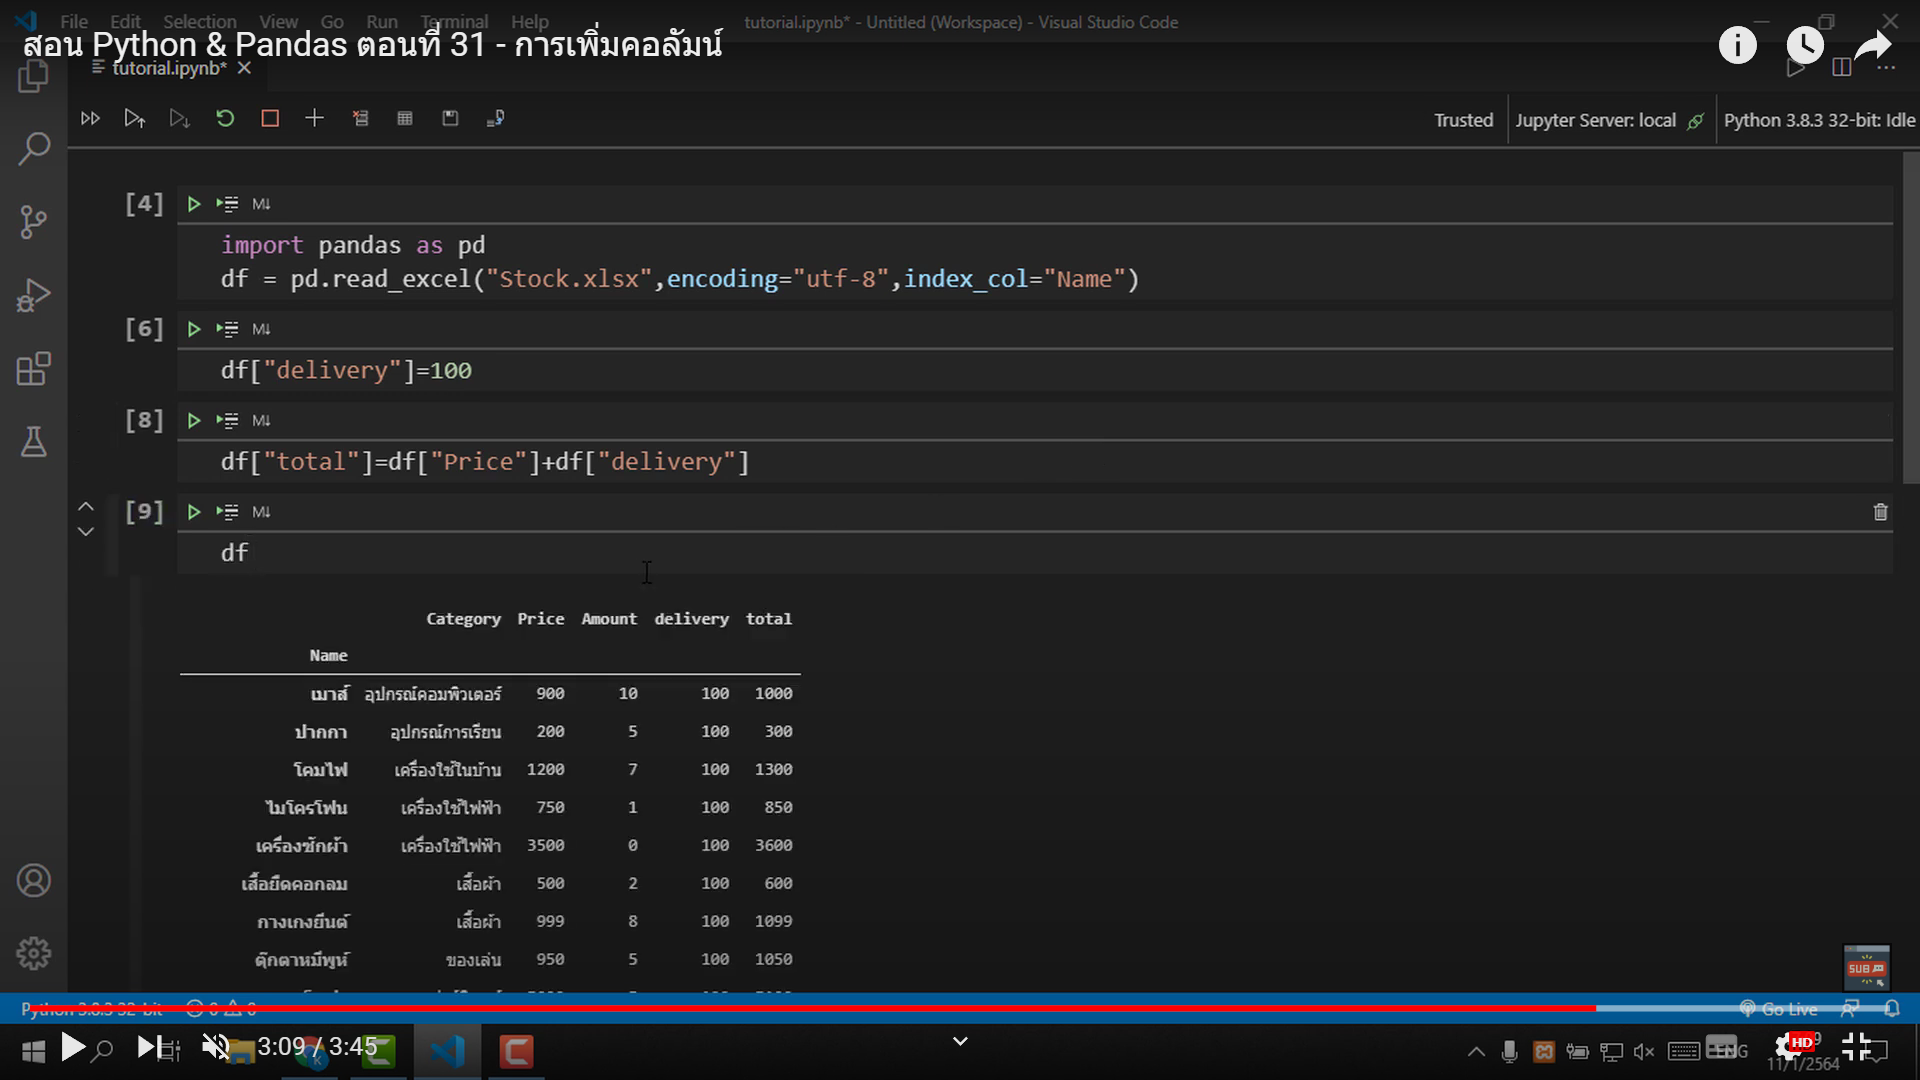 File Edit Selection View Go Run Terminal Help
tutorial.ipynb* - Untitled (Workspace) - Visual Studio Code
สอน Python & Pandas ตอนที่ 31 - การเพิ่มคอลัมน์
tutorial.ipynb*
Trusted
Jupyter Server: local
Python 3.8.3 32-bit: Idle
[4]
M↓
import pandas as pd
df = pd.read_excel("Stock.xlsx",encoding="utf-8",index_col="Name")
[6]
M↓
df["delivery"]=100
[8]
M↓
df["total"]=df["Price"]+df["delivery"]
[9]
M↓
df
Category Price Amount delivery total
Name
เมาส์ อุปกรณ์คอมพิวเตอร์ 900 10 100 1000
ปากกา อุปกรณ์การเรียน 200 5 100 300
โคมไฟ เครื่องใช้ในบ้าน 1200 7 100 1300
ไมโครโฟน เครื่องใช้ไฟฟ้า 750 1 100 850
เครื่องซักผ้า เครื่องใช้ไฟฟ้า 3500 0 100 3600
เสื้อยืดคอกลม เสื้อผ้า 500 2 100 600
กางเกงยีนต์ เสื้อผ้า 999 8 100 1099
ตุ๊กตาหมีพูห์ ของเล่น 950 5 100 1050
SUB
Python 3.8.3 32-bit 0 0
Go Live
3:09 / 3:45
ENG
HD
11/1/2564